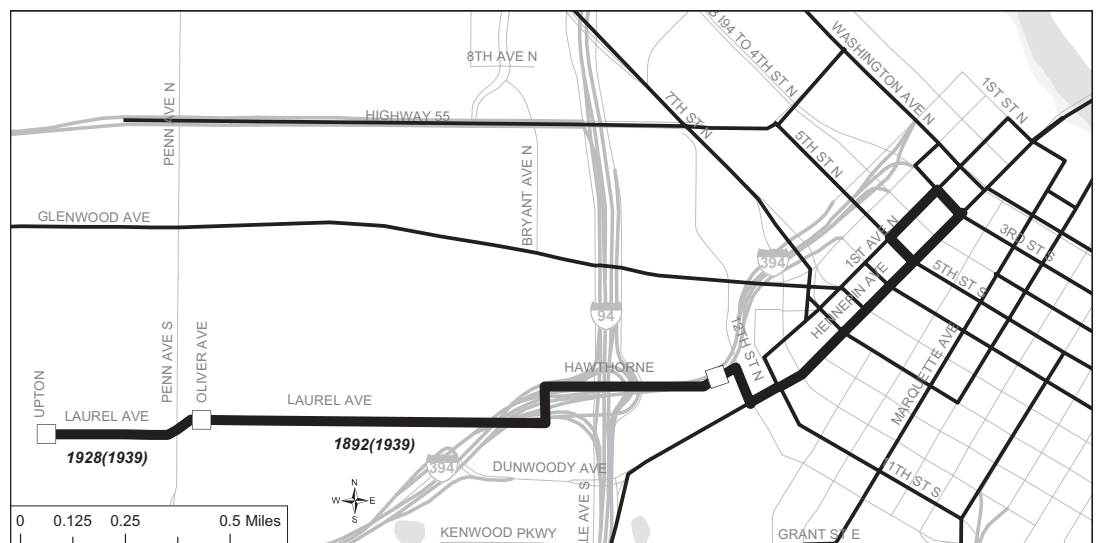 8TH AVE N
I94 TO 4TH ST N
WASHINGTON AVE N
1ST ST N
PENN AVE N
HIGHWAY 55
7TH ST N
5TH ST N
BRYANT AVE N
GLENWOOD AVE
1ST AVE N
3RD ST S
394
5TH ST S
HENNEPIN AVE
94
12TH ST N
MARQUETTE AVE
UPTON
PENN AVE S
OLIVER AVE
HAWTHORNE
LAUREL AVE
LAUREL AVE
1928(1939)
1892(1939)
394
DUNWOODY AVE
11TH ST S
N
W E
S
LE AVE S
0 0.125 0.25 0.5 Miles
KENWOOD PKWY
GRANT ST E